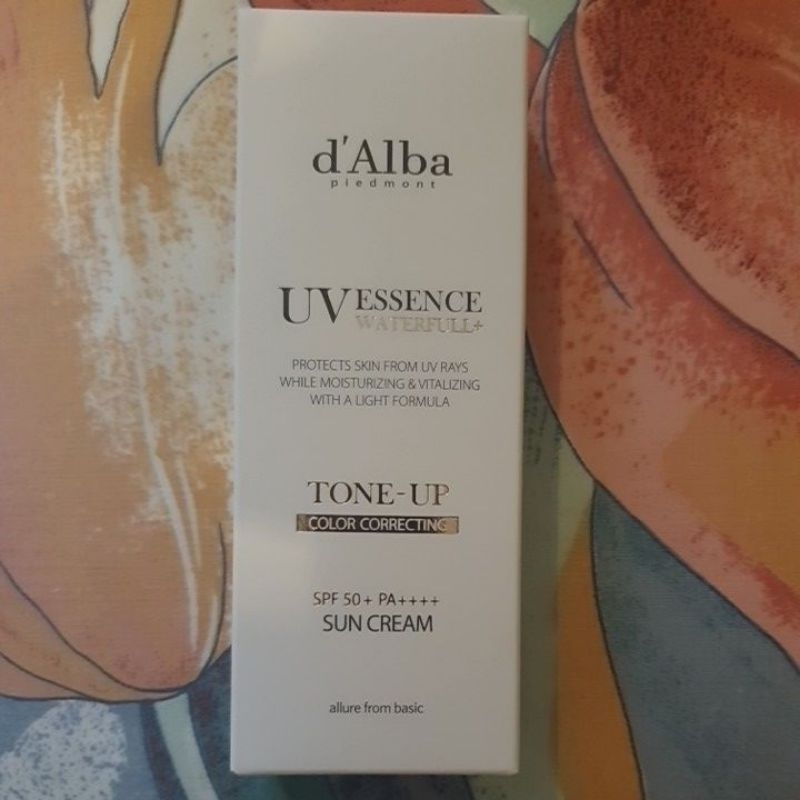 d'Alba
piedmont
UV ESSENCE
WATERFULL+
PROTECTS SKIN FROM UV RAYS
WHILE MOISTURIZING & VITALIZING
WITH A LIGHT FORMULA
TONE-UP
COLOR CORRECTING
SPF 50+ PA++++
SUN CREAM
allure from basic